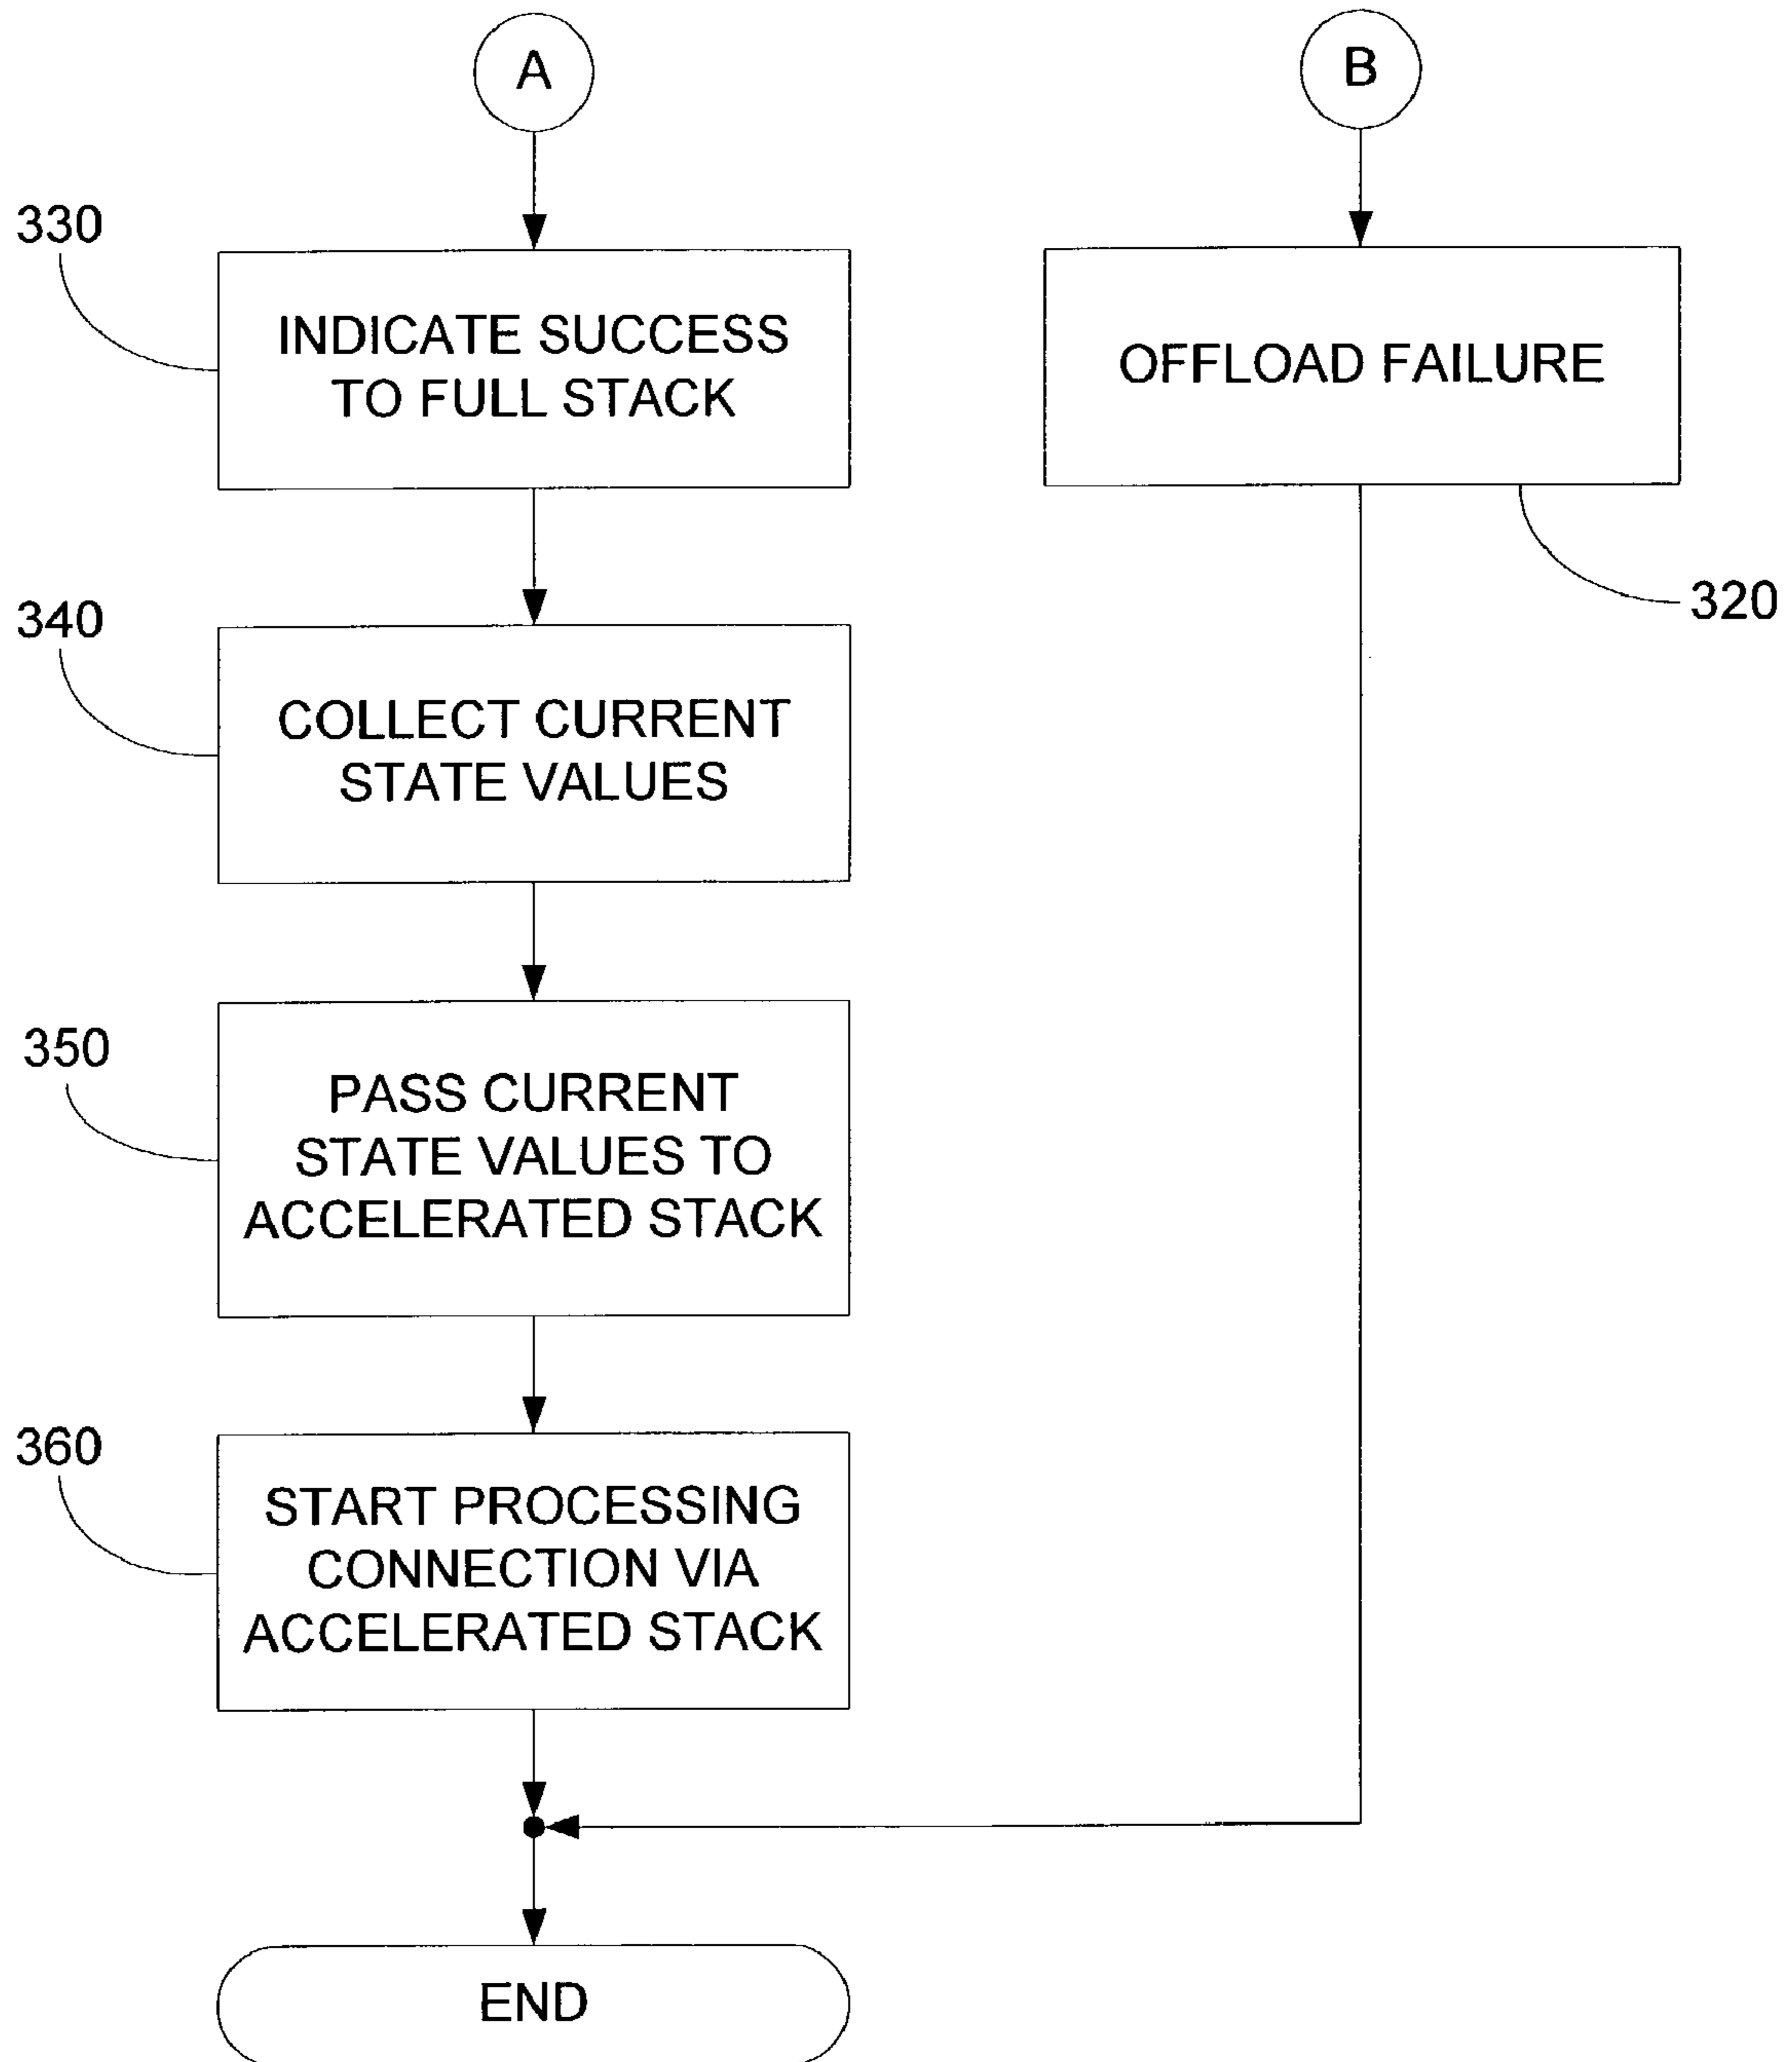 A
B
330
INDICATE SUCCESS
TO FULL STACK
OFFLOAD FAILURE
320
340
COLLECT CURRENT
STATE VALUES
350
PASS CURRENT
STATE VALUES TO
ACCELERATED STACK
360
START PROCESSING
CONNECTION VIA
ACCELERATED STACK
END